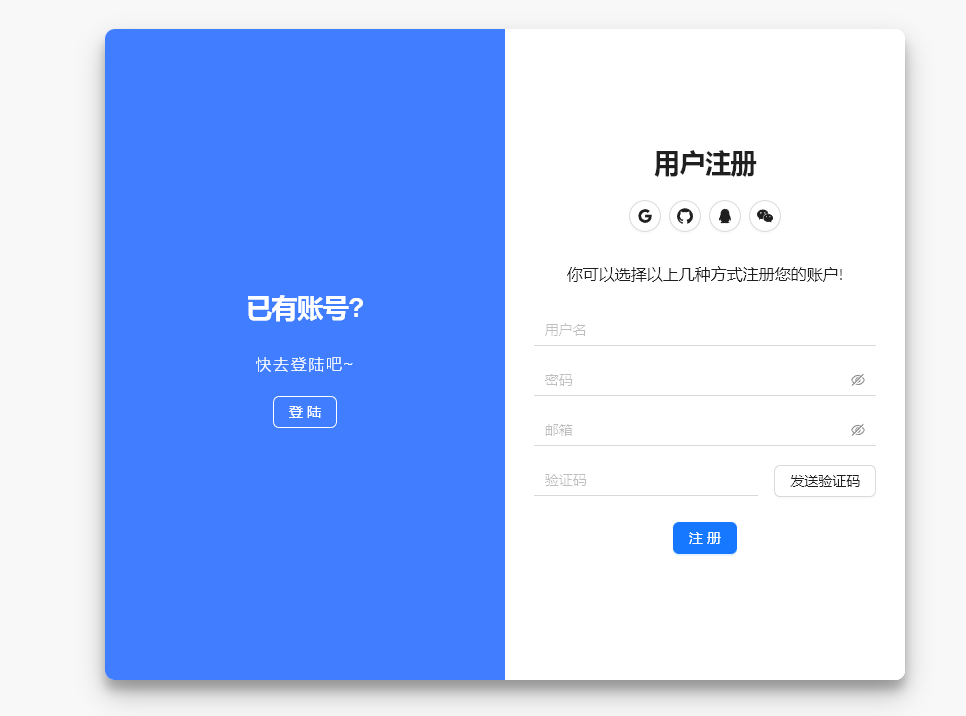 已有账号?
快去登陆吧~
登 陆
用户注册
你可以选择以上几种方式注册您的账户!
用户名
密码
邮箱
验证码
发送验证码
注 册